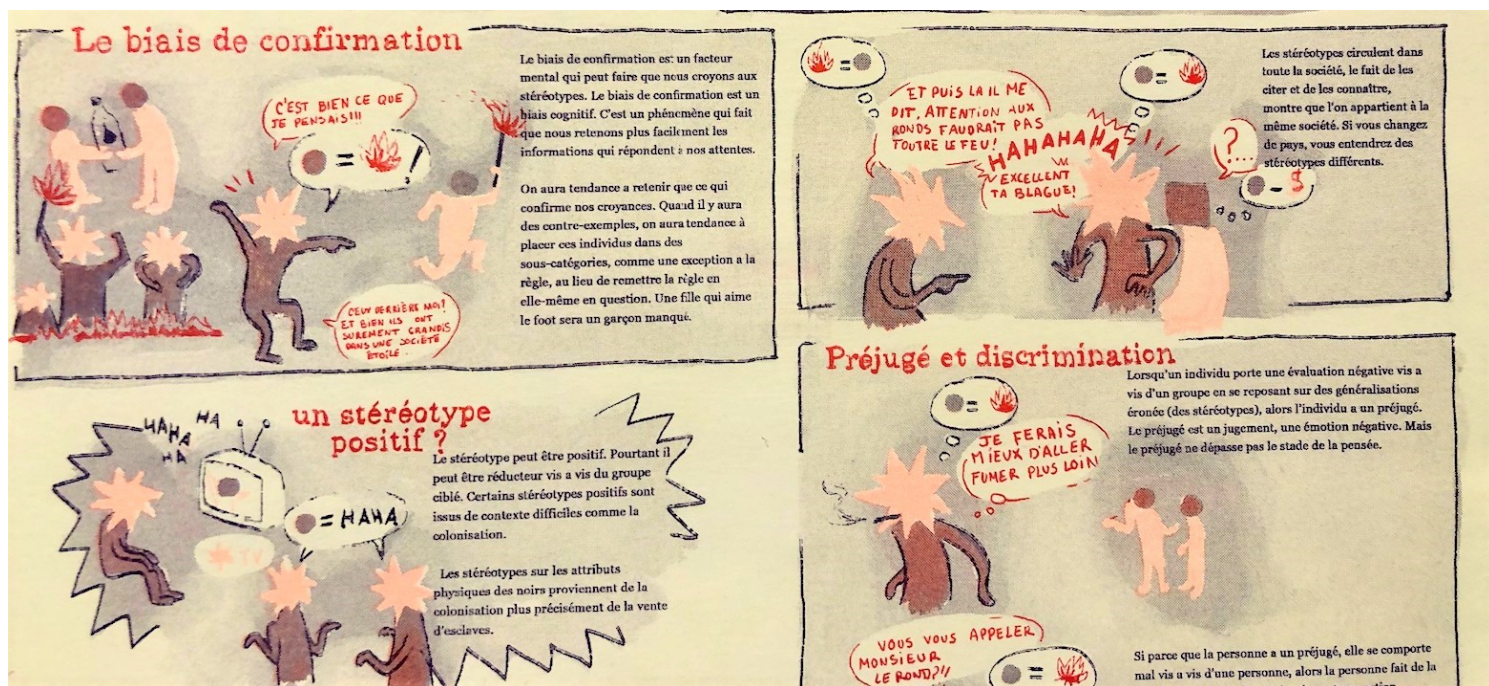 Le biais de confirmation
C'EST BIEN CE QUE
JE PENSAIS!!!
= !
CEUX DERRIÈRE MOI?
ET BIEN ILS ONT
SUREMENT GRANDIS
DANS UNE SOCIÉTÉ
ÉTOILÉ.
Le biais de confirmation est un facteur
mental qui peut faire que nous croyons aux
stéréotypes. Le biais de confirmation est un
biais cognitif. C'est un phénomène qui fait
que nous retenons plus facilement les
informations qui répondent à nos attentes.
On aura tendance a retenir que ce qui
confirme nos croyances. Quand il y aura
des contre-exemples, on aura tendance à
placer ces individus dans des
sous-catégories, comme une exception a la
règle, au lieu de remettre la règle en
elle-même en question. Une fille qui aime
le foot sera un garçon manqué.
un stéréotype
positif ?
HAHA HA
HAHA
HA
= HAHA
TV
Le stéréotype peut être positif. Pourtant il
peut être réducteur vis a vis du groupe
ciblé. Certains stéréotypes positifs sont
issus de contexte difficiles comme la
colonisation.
Les stéréotypes sur les attributs
physiques des noirs proviennent de la
colonisation plus précisément de la vente
d'esclaves.
=
ET PUIS LA IL ME
DIT, ATTENTION AUX
RONDS FAUDRAIT PAS
FOUTRE LE FEU!
=
HAHAHAHA
EXCELLENT
TA BLAGUE!
?...
= $
Les stéréotypes circulent dans
toute la société, le fait de les
citer et de les connaître,
montre que l'on appartient à la
même société. Si vous changez
de pays, vous entendrez des
stéréotypes différents.
Préjugé et discrimination
=
JE FERAIS
MIEUX D'ALLER
FUMER PLUS LOIN
Lorsqu'un individu porte une évaluation négative vis a
vis d'un groupe en se reposant sur des généralisations
éronée (des stéréotypes), alors l'individu a un préjugé.
Le préjugé est un jugement, une émotion négative. Mais
le préjugé ne dépasse pas le stade de la pensée.
VOUS VOUS APPELER
MONSIEUR
LE ROND?!!
=
Si parce que la personne a un préjugé, elle se comporte
mal vis a vis d'une personne, alors la personne fait de la